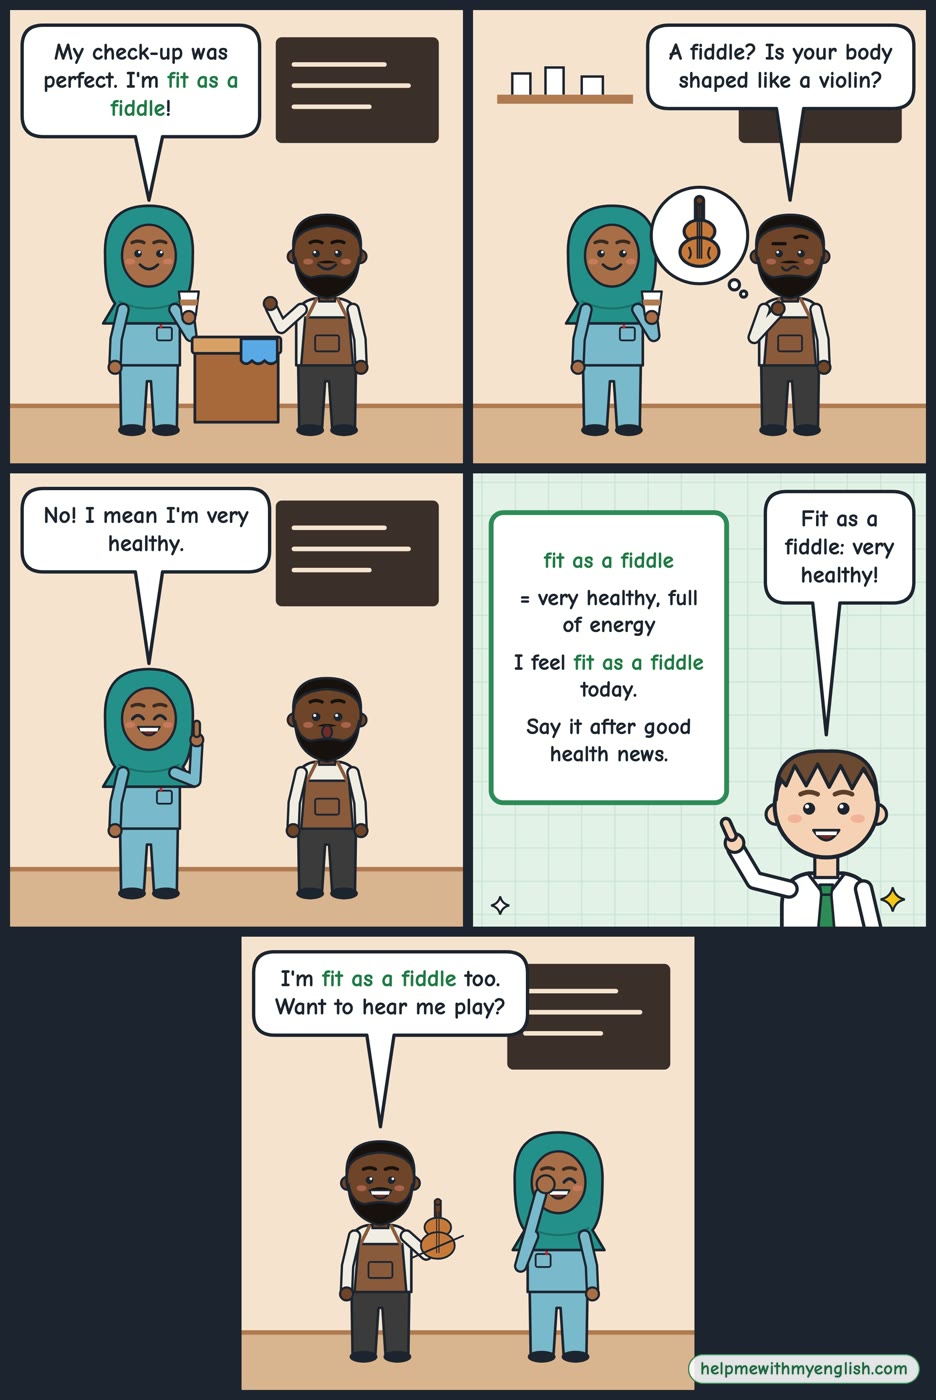 My check-up was
perfect. I'm fit as a
fiddle!
A fiddle? Is your body
shaped like a violin?
No! I mean I'm very
healthy.
fit as a fiddle
= very healthy, full
of energy
I feel fit as a fiddle
today.
Say it after good
health news.
Fit as a
fiddle: very
healthy!
I'm fit as a fiddle too.
Want to hear me play?
helpmewithmyenglish.com